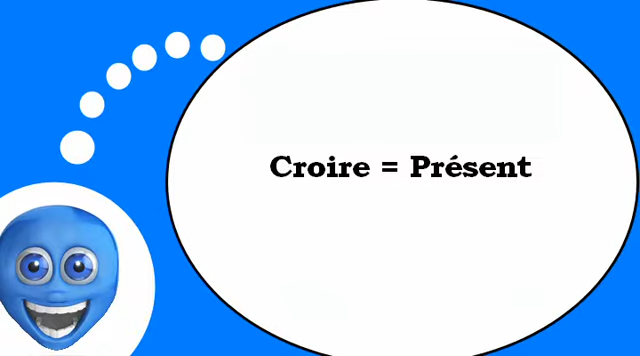 Croire = Présent